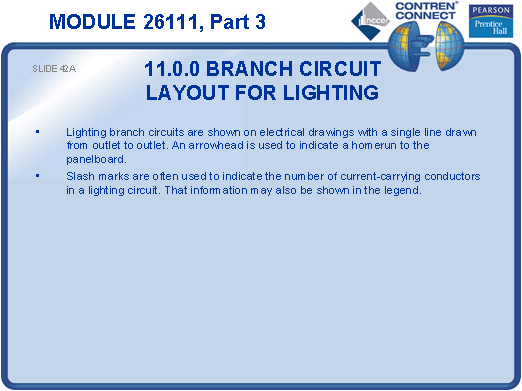 MODULE 26111, Part 3
nccer
CONTREN
CONNECT
PEARSON
Prentice
Hall
SLIDE 42A
11.0.0 BRANCH CIRCUIT
LAYOUT FOR LIGHTING
• Lighting branch circuits are shown on electrical drawings with a single line drawn
from outlet to outlet. An arrowhead is used to indicate a homerun to the
panelboard.
• Slash marks are often used to indicate the number of current-carrying conductors
in a lighting circuit. That information may also be shown in the legend.